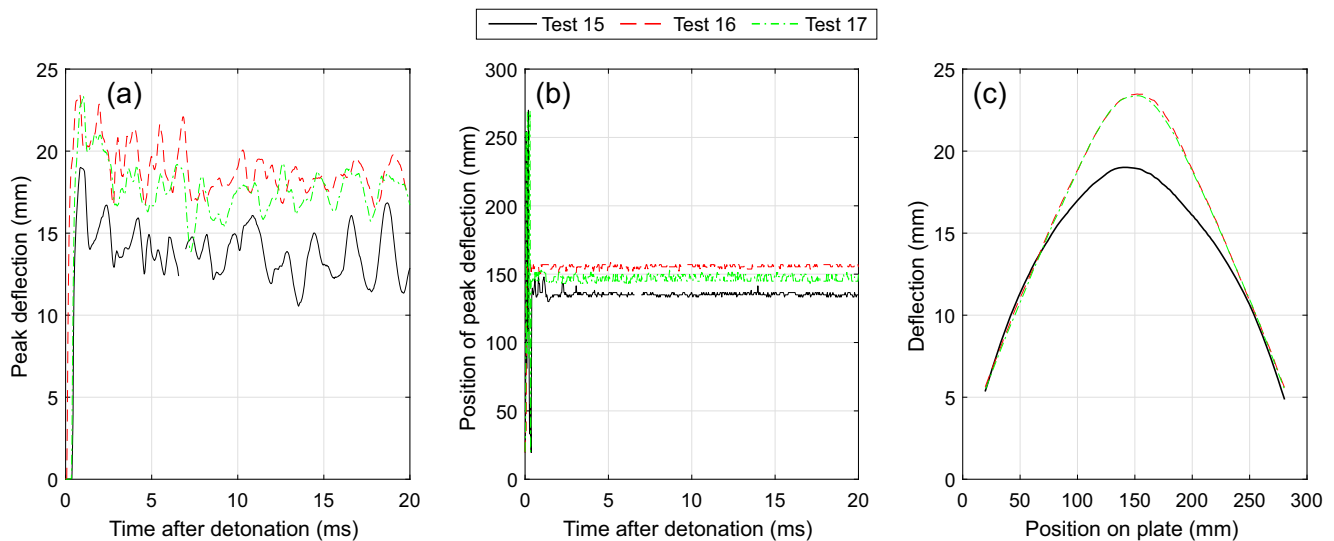 Test 15 Test 16 Test 17
(a)
Peak deflection (mm)
25
20
15
10
5
0
0 5 10 15 20
Time after detonation (ms)
(b)
Position of peak deflection (mm)
300
250
200
150
100
50
0
0 5 10 15 20
Time after detonation (ms)
(c)
Deflection (mm)
25
20
15
10
5
0
0 50 100 150 200 250 300
Position on plate (mm)